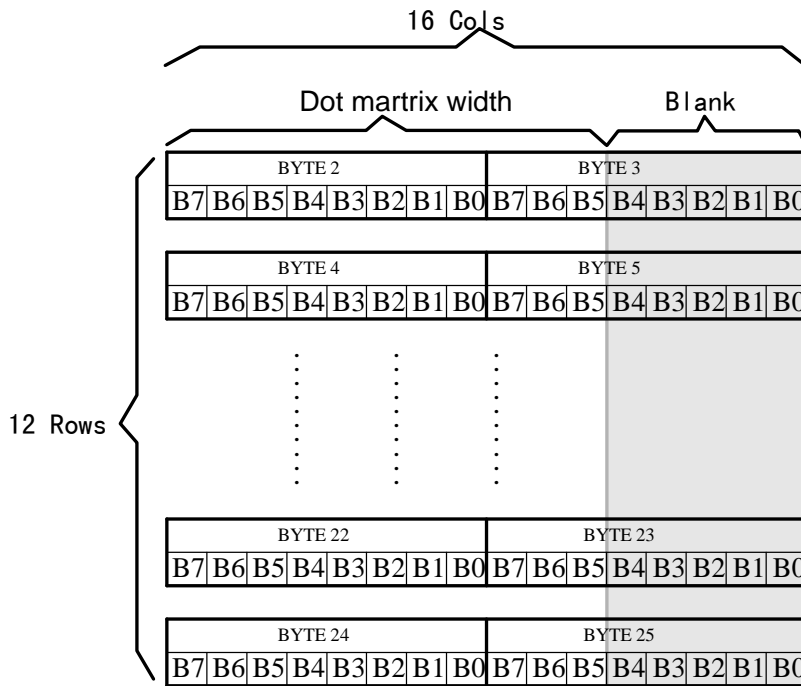 16 Cols
Dot martrix width Blank
BYTE 2 BYTE 3
B7 B6 B5 B4 B3 B2 B1 B0 B7 B6 B5 B4 B3 B2 B1 B0
BYTE 4 BYTE 5
B7 B6 B5 B4 B3 B2 B1 B0 B7 B6 B5 B4 B3 B2 B1 B0
12 Rows
BYTE 22 BYTE 23
B7 B6 B5 B4 B3 B2 B1 B0 B7 B6 B5 B4 B3 B2 B1 B0
BYTE 24 BYTE 25
B7 B6 B5 B4 B3 B2 B1 B0 B7 B6 B5 B4 B3 B2 B1 B0